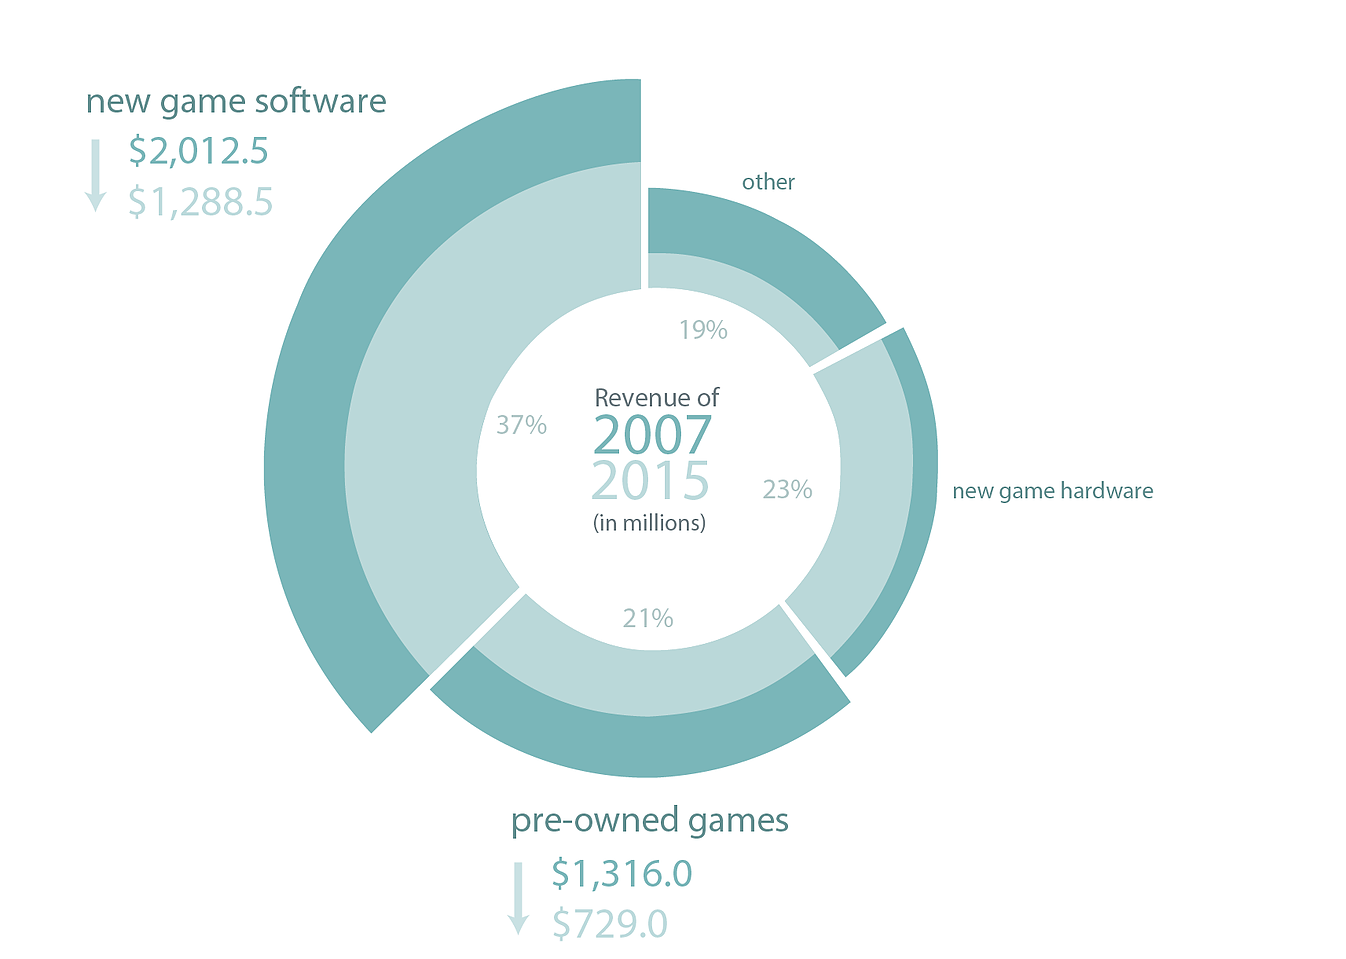 new game software
$2,012.5
$1,288.5
other
19%
37%
Revenue of
2007
2015
(in millions)
23%
new game hardware
21%
pre-owned games
$1,316.0
$729.0